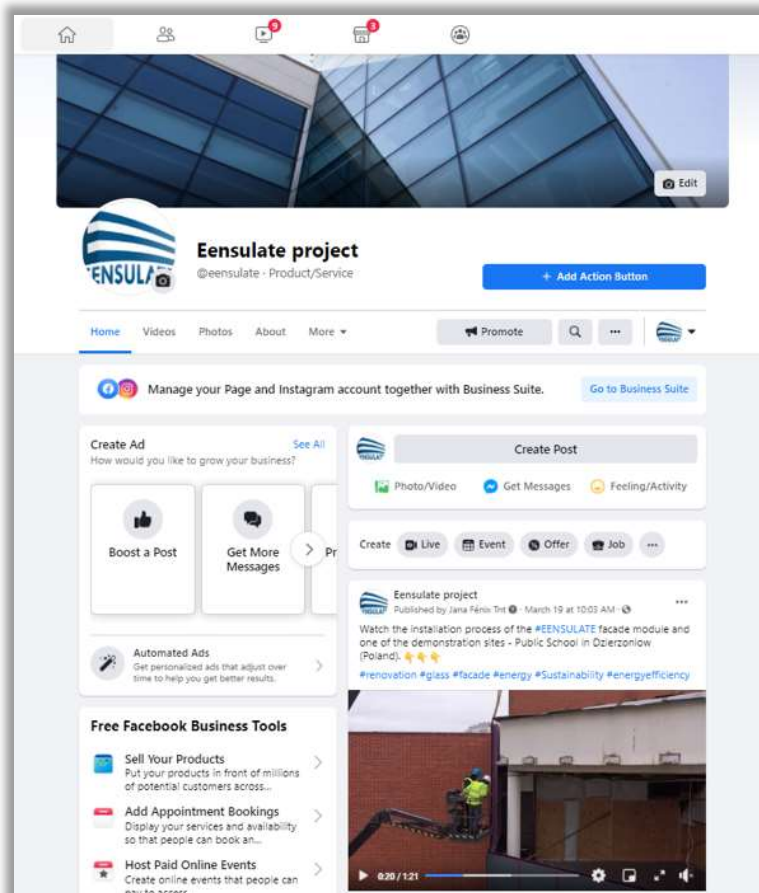 9
3
Edit
ENSULATE
Eensulate project
@eensulate · Product/Service
+ Add Action Button
Home Videos Photos About More
Promote
Manage your Page and Instagram account together with Business Suite.
Go to Business Suite
Create Ad
See All
How would you like to grow your business?
Boost a Post
Get More
Messages
Pr
Automated Ads
Get personalized ads that adjust over
time to help you get better results.
Free Facebook Business Tools
Sell Your Products
Put your products in front of millions
of potential customers across...
Add Appointment Bookings
Display your services and availability
so that people can book an...
Host Paid Online Events
Create online events that people can
pay to access
Create Post
Photo/Video Get Messages Feeling/Activity
Create Live Event Offer Job ...
Eensulate project
Published by Jana Fénix Tnt · March 19 at 10:03 AM ·
Watch the installation process of the #EENSULATE facade module and
one of the demonstration sites - Public School in Dzierzoniow
(Poland).
#renovation #glass #facade #energy #Sustainability #energyefficiency
0:20 / 1:21